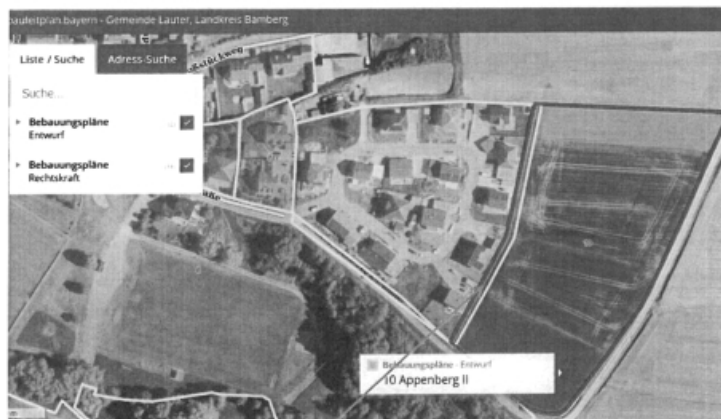 bauleitplan.bayern - Gemeinde Lauter, Landkreis Bamberg
Liste / Suche
Adress-Suche
Suche...
Bebauungspläne
Entwurf
Bebauungspläne
Rechtskraft
Bebauungspläne - Entwurf
10 Appenberg II